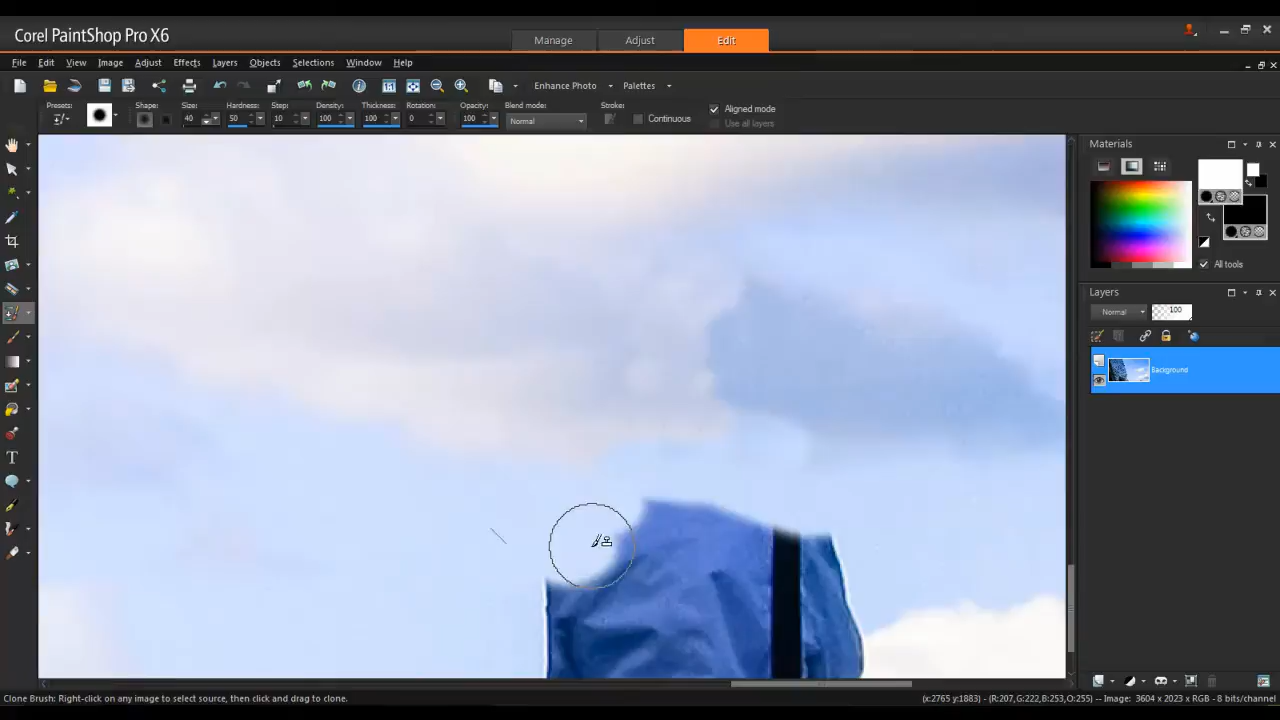 Corel PaintShop Pro X6
Manage Adjust Edit
File Edit View Image Adjust Effects Layers Objects Selections Window Help
Enhance Photo Palettes
Presets: Shape: Size: Hardness: Step: Density: Thickness: Rotation: Opacity: Blend mode: Stroke:
40 50 10 100 100 0 100 Normal Continuous
Aligned mode
Use all layers
Materials
All tools
Layers
Normal 100
Background
Clone Brush: Right-click on any image to select source, then click and drag to clone.
(x:2765 y:1883) - (R:207,G:222,B:253,O:255) -- Image: 3604 x 2023 x RGB - 8 bits/channel